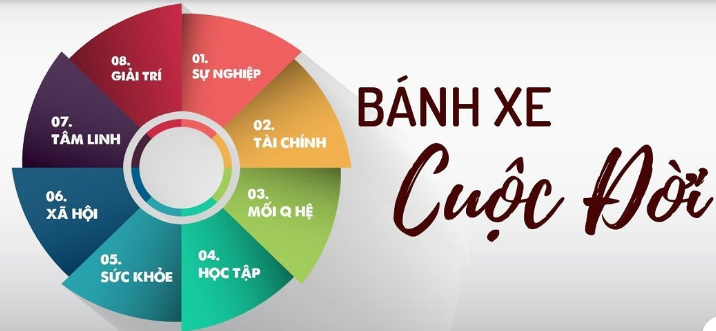 BÁNH XE
Cuộc Đời
01.
SỰ NGHIỆP
02.
TÀI CHÍNH
03.
MỐI Q HỆ
04.
HỌC TẬP
05.
SỨC KHỎE
06.
XÃ HỘI
07.
TÂM LINH
08.
GIẢI TRÍ